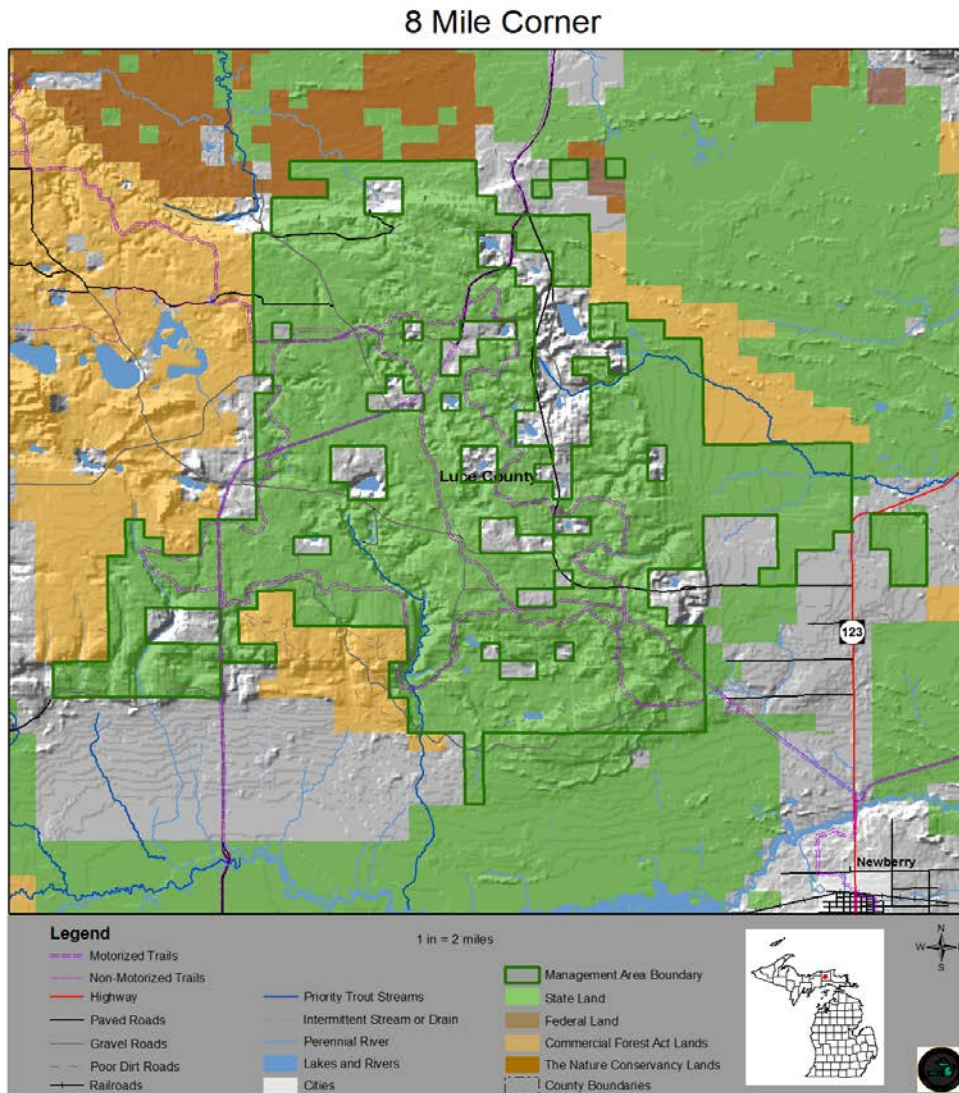 8 Mile Corner
Luce County
123
Newberry
Legend
Motorized Trails
Non-Motorized Trails
Highway
Paved Roads
Gravel Roads
Poor Dirt Roads
Railroads
1 in = 2 miles
Priority Trout Streams
Intermittent Stream or Drain
Perennial River
Lakes and Rivers
Cities
Management Area Boundary
State Land
Federal Land
Commercial Forest Act Lands
The Nature Conservancy Lands
County Boundaries
N
W
S